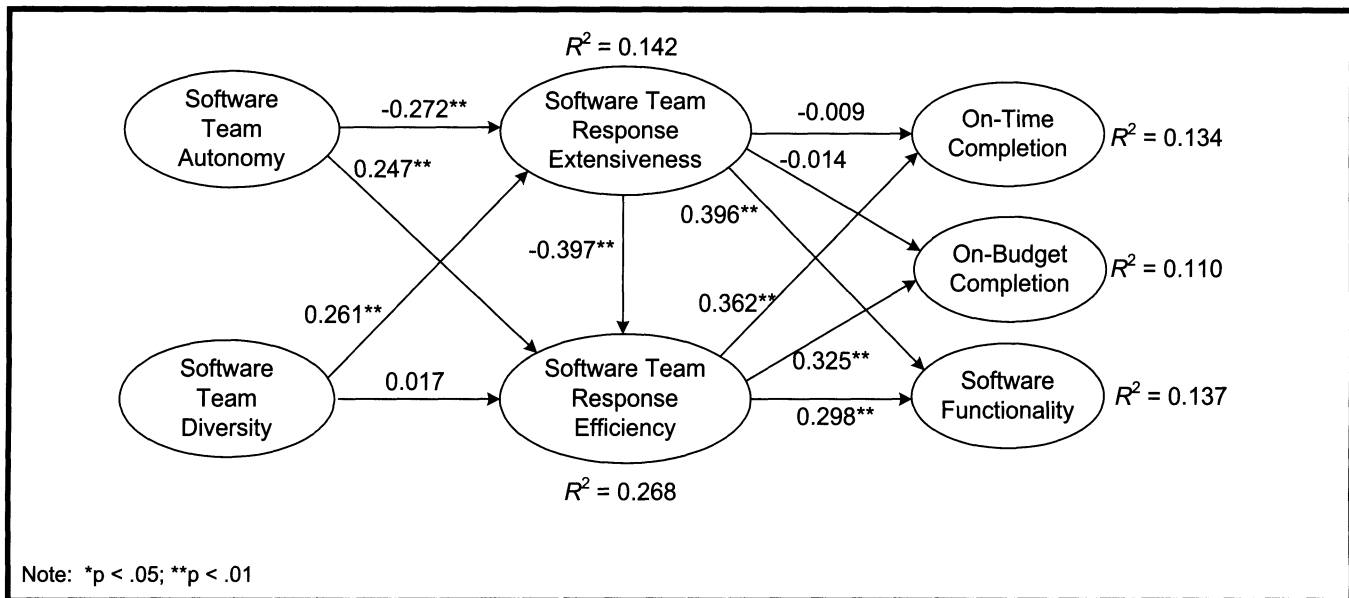 R² = 0.142
Software
Team
Autonomy
-0.272**
Software Team
Response
Extensiveness
-0.009
On-Time
Completion
R² = 0.134
0.247**
-0.014
0.396**
-0.397**
On-Budget
Completion
R² = 0.110
0.261**
0.362**
Software
Team
Diversity
0.017
Software Team
Response
Efficiency
0.325**
0.298**
Software
Functionality
R² = 0.137
R² = 0.268
Note: *p < .05; **p < .01